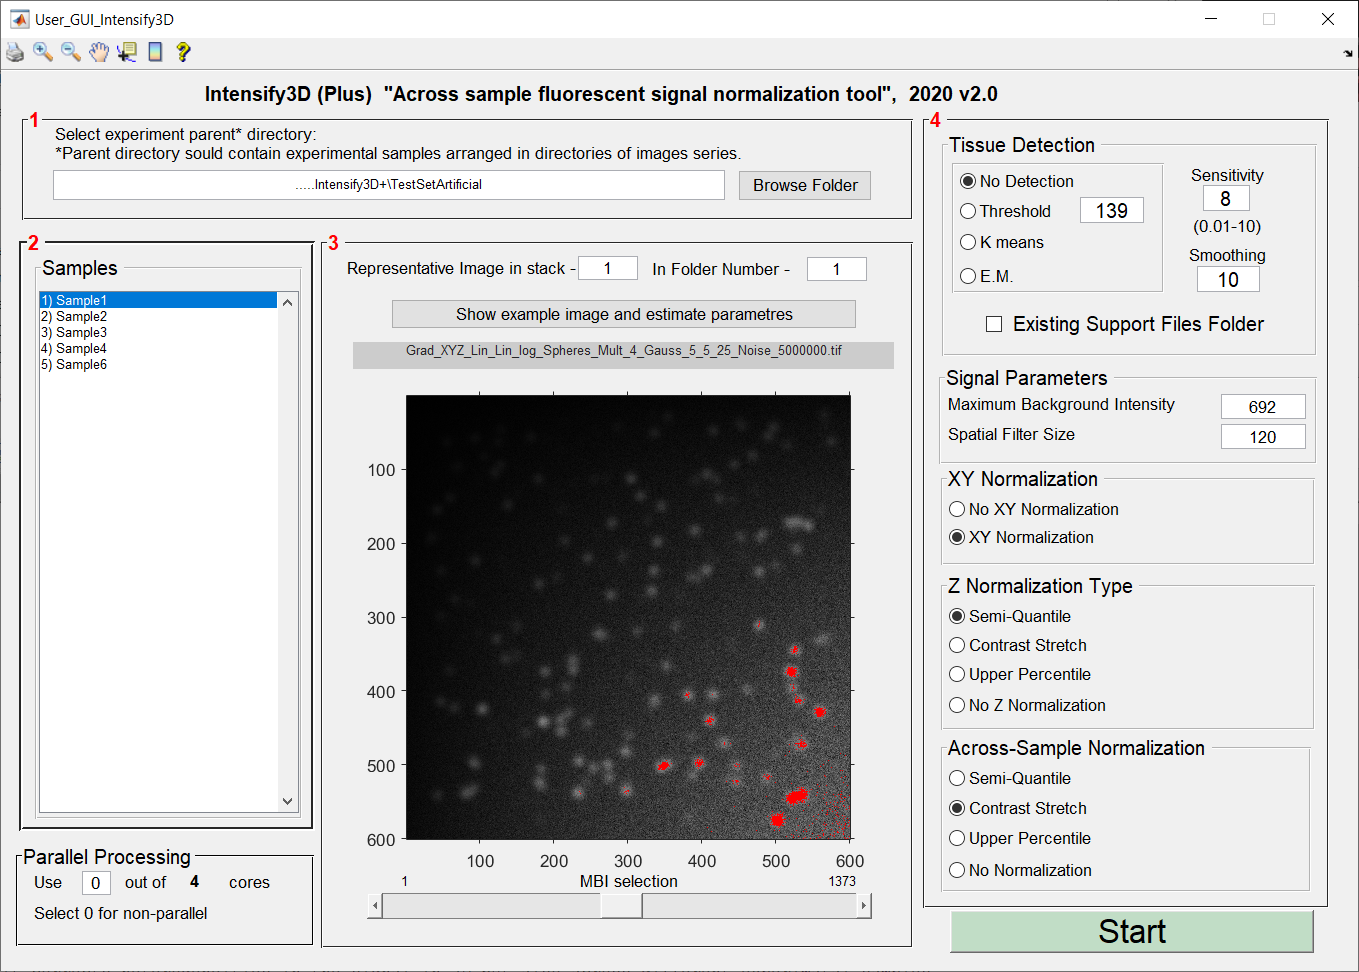 User_GUI_Intensify3D
Intensify3D (Plus) "Across sample fluorescent signal normalization tool", 2020 v2.0
1
Select experiment parent* directory:
*Parent directory sould contain experimental samples arranged in directories of images series.
.....Intensify3D+\TestSetArtificial
Browse Folder
2
Samples
1) Sample1
2) Sample2
3) Sample3
4) Sample4
5) Sample6
Parallel Processing
Use 0 out of 4 cores
Select 0 for non-parallel
3
Representative Image in stack - 1 In Folder Number - 1
Show example image and estimate parametres
Grad_XYZ_Lin_Lin_log_Spheres_Mult_4_Gauss_5_5_25_Noise_5000000.tif
100
200
300
400
500
600
100 200 300 400 500 600
1 MBI selection 1373
4
Tissue Detection
No Detection
Threshold 139
K means
E.M.
Sensitivity
8
(0.01-10)
Smoothing
10
Existing Support Files Folder
Signal Parameters
Maximum Background Intensity 692
Spatial Filter Size 120
XY Normalization
No XY Normalization
XY Normalization
Z Normalization Type
Semi-Quantile
Contrast Stretch
Upper Percentile
No Z Normalization
Across-Sample Normalization
Semi-Quantile
Contrast Stretch
Upper Percentile
No Normalization
Start